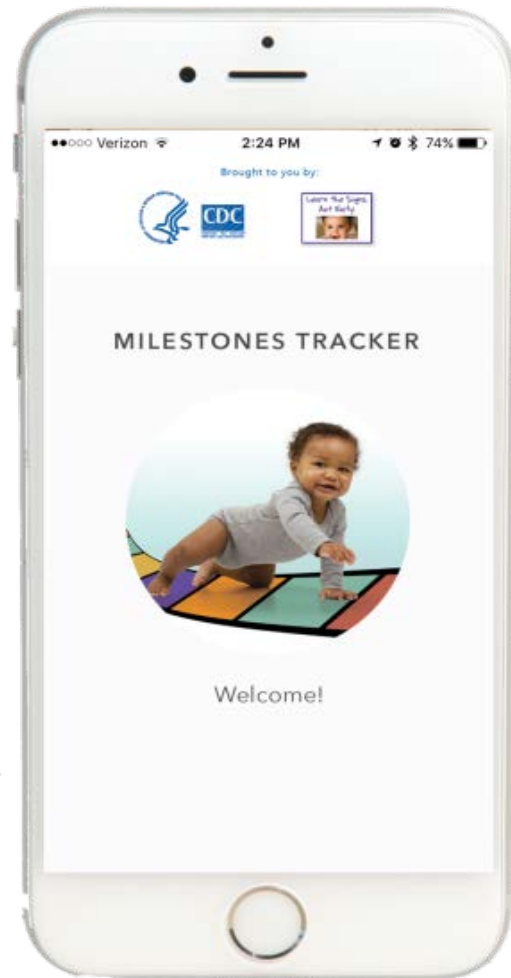 Verizon 2:24 PM 74%
Brought to you by:
CDC
Learn the Signs.
Act Early.
MILESTONES TRACKER
Welcome!